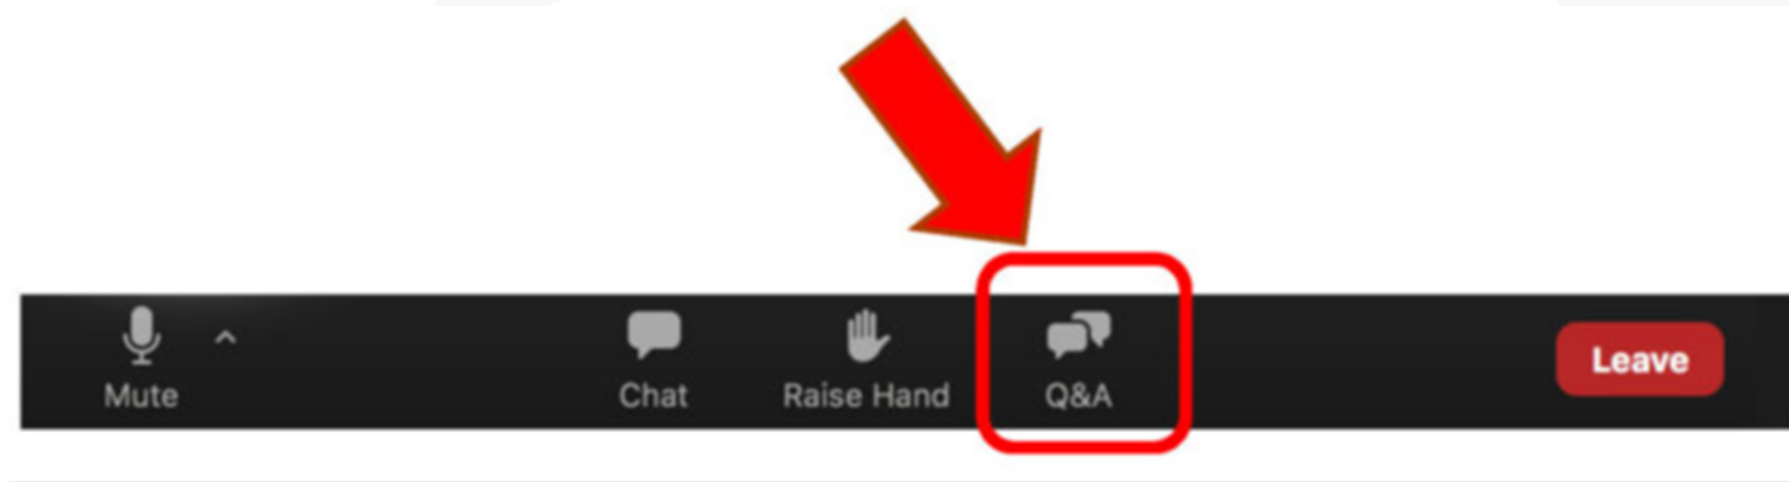 Mute
Chat
Raise Hand
Q&A
Leave